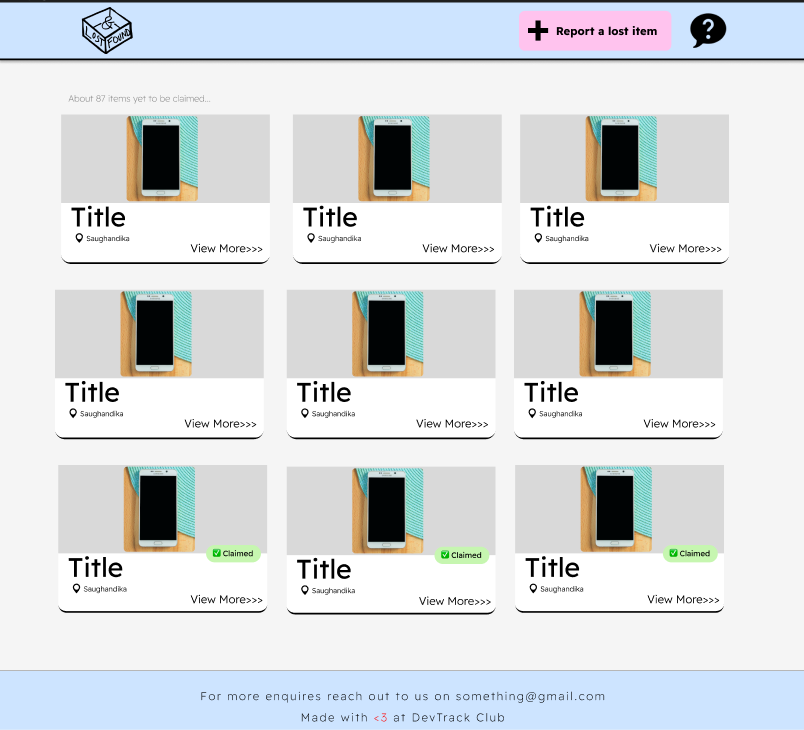 &
LOST FOUND
Report a lost item
?
About 87 items yet to be claimed...
Title
Saughandika
View More>>>
Title
Saughandika
View More>>>
Title
Saughandika
View More>>>
Title
Saughandika
View More>>>
Title
Saughandika
View More>>>
Title
Saughandika
View More>>>
Claimed
Title
Saughandika
View More>>>
Claimed
Title
Saughandika
View More>>>
Claimed
Title
Saughandika
View More>>>
For more enquires reach out to us on something@gmail.com
Made with <3 at DevTrack Club